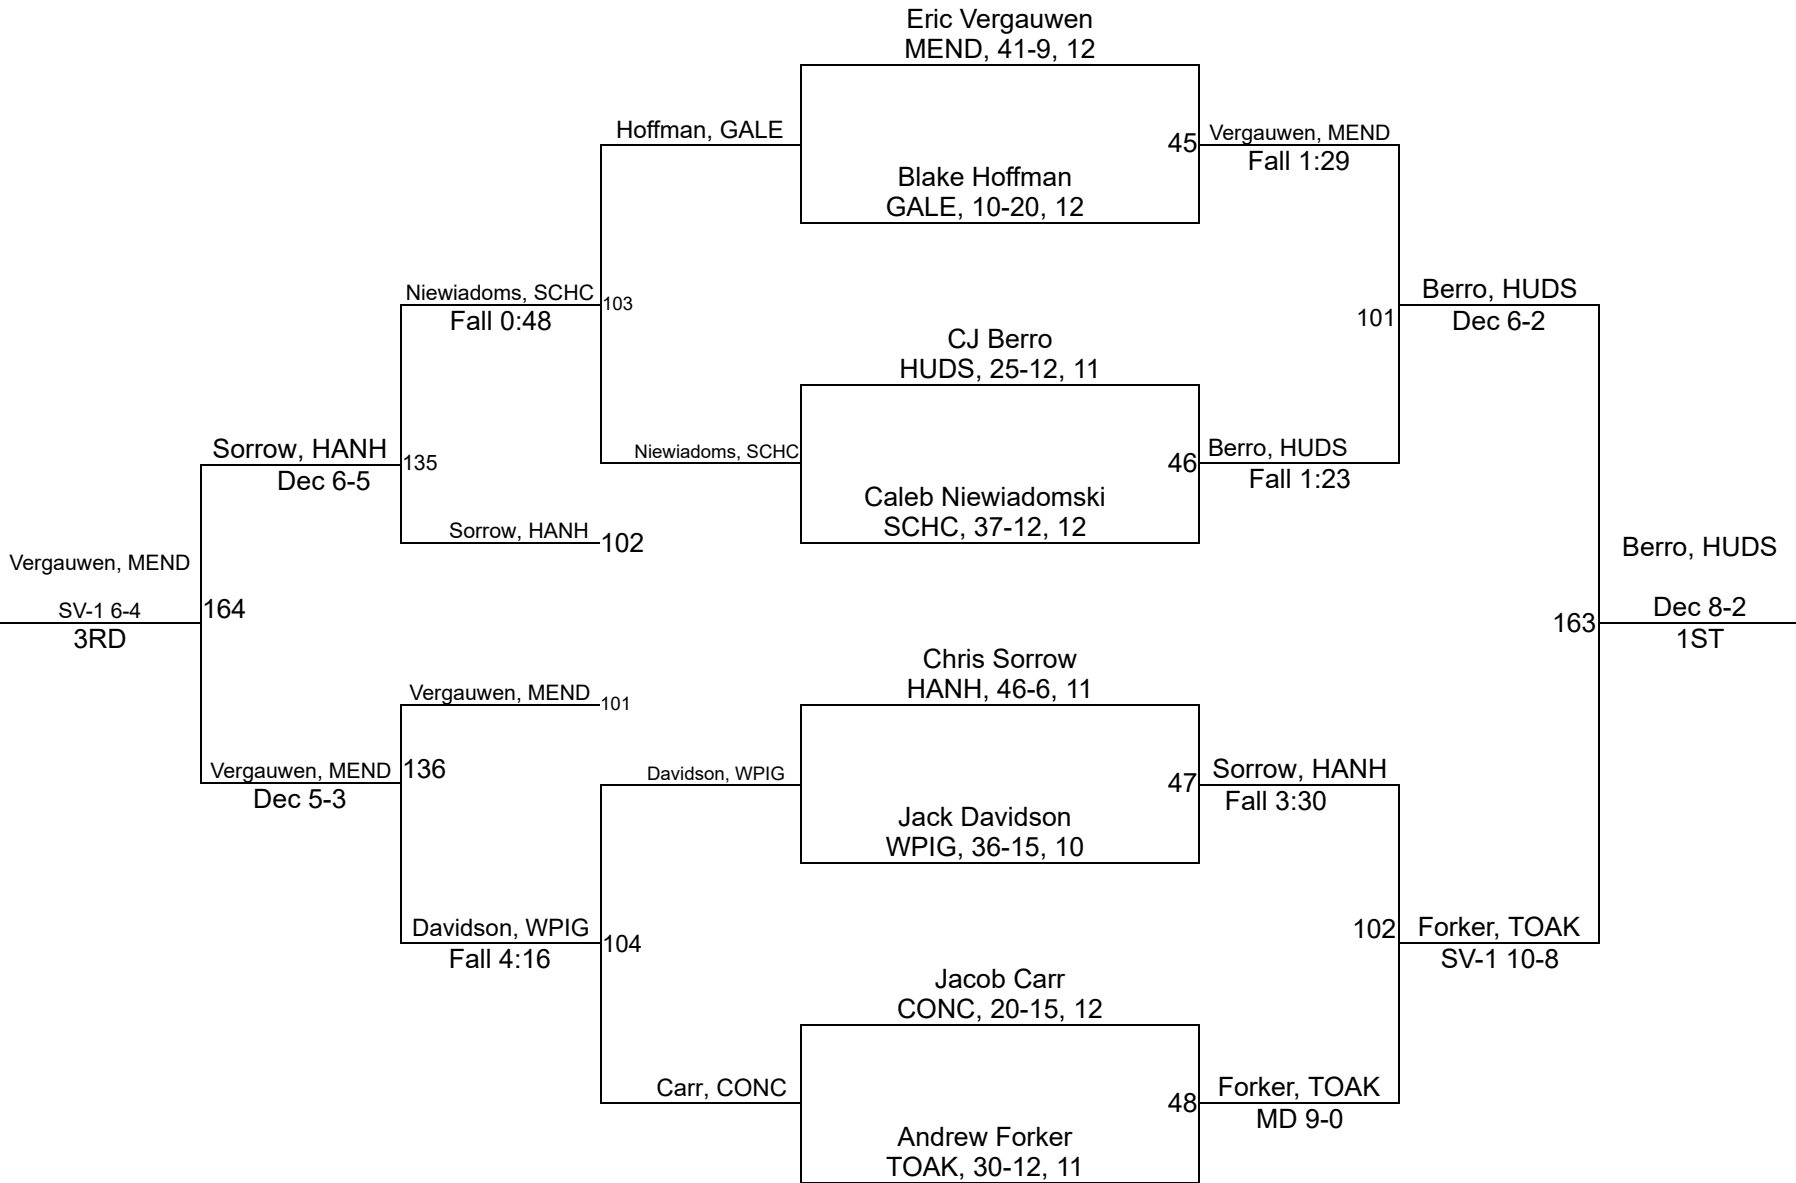 Eric Vergauwen
MEND, 41-9, 12
Hoffman, GALE
45
Vergauwen, MEND
Fall 1:29
Blake Hoffman
GALE, 10-20, 12
Niewiadoms, SCHC
103
Fall 0:48
101
Berro, HUDS
Dec 6-2
CJ Berro
HUDS, 25-12, 11
Sorrow, HANH
135
Dec 6-5
Niewiadoms, SCHC
46
Berro, HUDS
Fall 1:23
Caleb Niewiadomski
SCHC, 37-12, 12
Sorrow, HANH
102
Vergauwen, MEND
SV-1 6-4
3RD
164
Berro, HUDS
163
Dec 8-2
1ST
Chris Sorrow
HANH, 46-6, 11
Vergauwen, MEND
101
Vergauwen, MEND
136
Dec 5-3
Davidson, WPIG
47
Sorrow, HANH
Fall 3:30
Jack Davidson
WPIG, 36-15, 10
Davidson, WPIG
104
Fall 4:16
102
Forker, TOAK
SV-1 10-8
Jacob Carr
CONC, 20-15, 12
Carr, CONC
48
Forker, TOAK
MD 9-0
Andrew Forker
TOAK, 30-12, 11